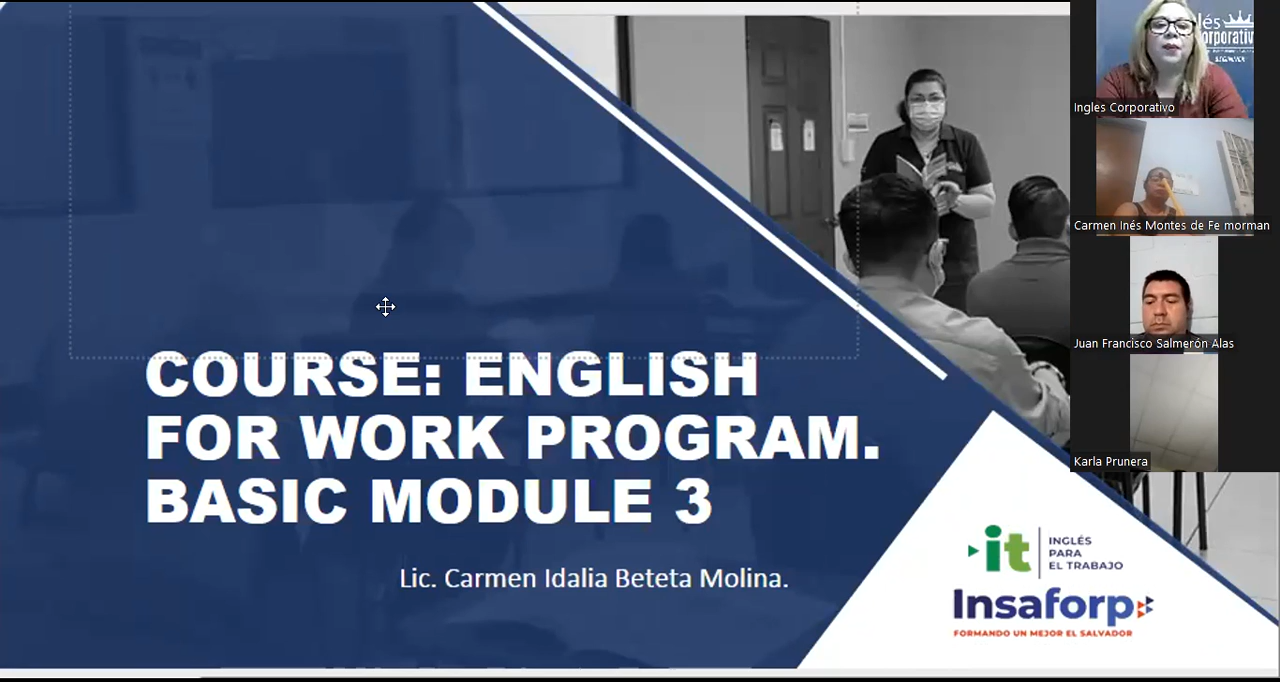 COURSE: ENGLISH
FOR WORK PROGRAM.
BASIC MODULE 3
Lic. Carmen Idalia Beteta Molina.
it
INGLÉS
PARA
EL TRABAJO
Insaforp
FORMANDO UN MEJOR EL SALVADOR
Ingles Corporativo
Carmen Inés Montes de Fe morman
Juan Francisco Salmerón Alas
Karla Prunera